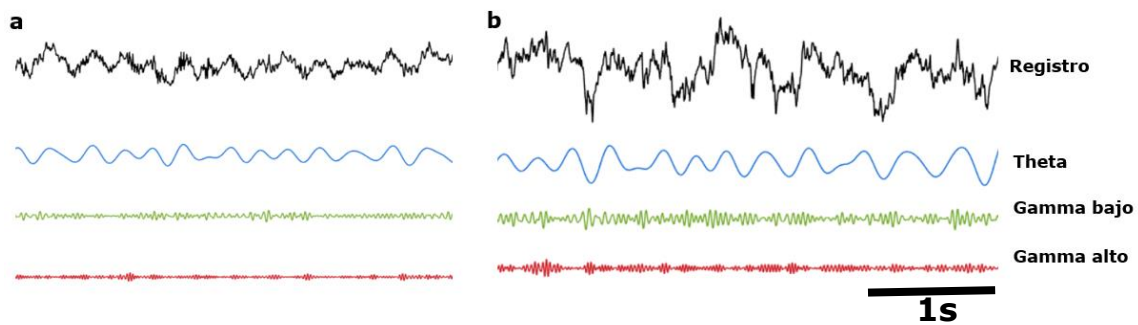 a
b
Registro
Theta
Gamma bajo
Gamma alto
1s